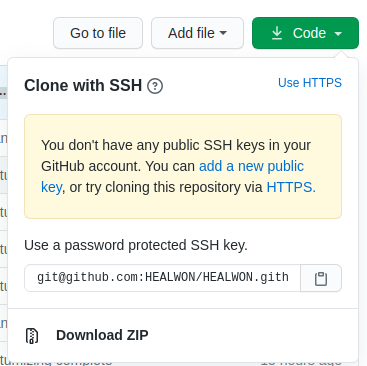 Go to file Add file Code
Clone with SSH Use HTTPS
You don't have any public SSH keys in your
GitHub account. You can add a new public
key, or try cloning this repository via HTTPS.
Use a password protected SSH key.
git@github.com:HEALWON/HEALWON.gith
Download ZIP